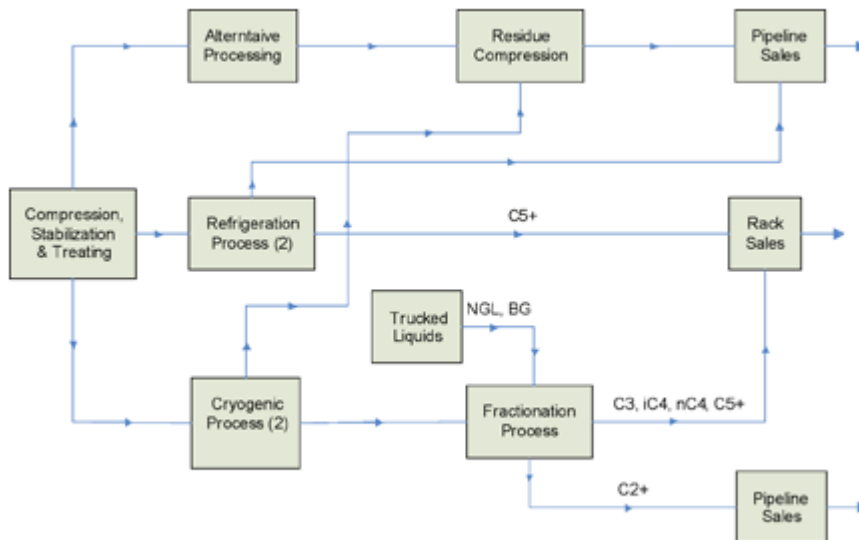 Alterntaive
Processing
Residue
Compression
Pipeline
Sales
Compression,
Stabilization
& Treating
Refrigeration
Process (2)
C5+
Rack
Sales
Trucked
Liquids
NGL, BG
Cryogenic
Process (2)
Fractionation
Process
C3, iC4, nC4, C5+
C2+
Pipeline
Sales